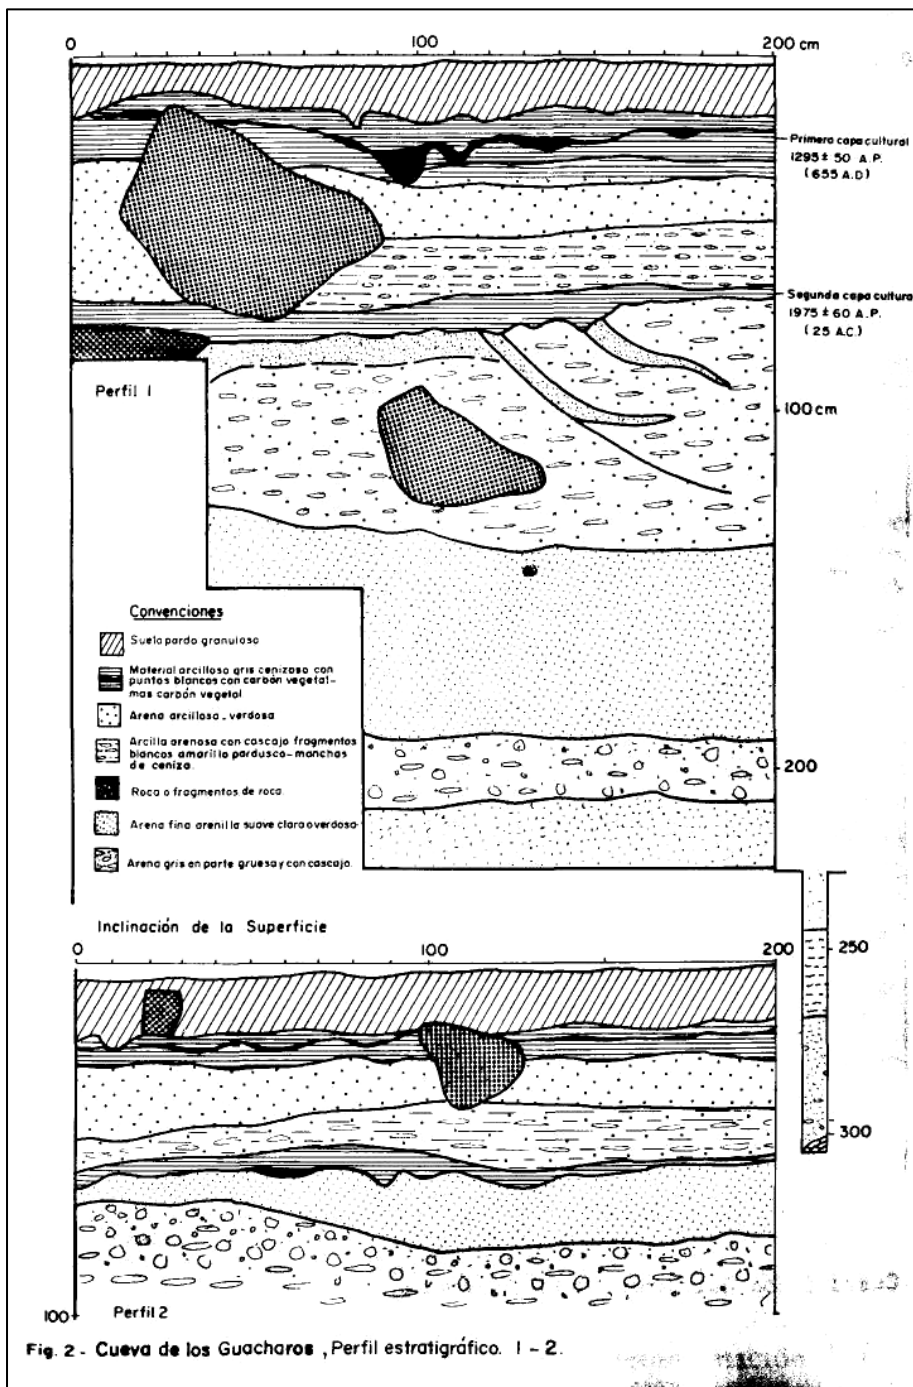 0 100 200 cm
Primera capa cultural
1295 ± 50 A.P.
(655 A.D)
Segunda capa cultural
1975 ± 60 A.P.
(25 A.C.)
Perfil 1
100 cm
Convenciones
Suelo pardo granuloso
Material arcilloso gris cenizoso con
puntos blancos con carbón vegetal-
mas carbón vegetal
Arena arcillosa - verdosa
Arcilla arenosa con cascajo fragmentos
blancos amarillo pardusco-manchas
de ceniza.
Roca o fragmentos de roca.
Arena fina arenilla suave clara o verdosa
Arena gris en parte gruesa y con cascajo.
200
Inclinación de la Superficie
0 100 200
250
300
100
Perfil 2
Fig. 2 - Cueva de los Guacharos, Perfil estratigráfico. 1 - 2.